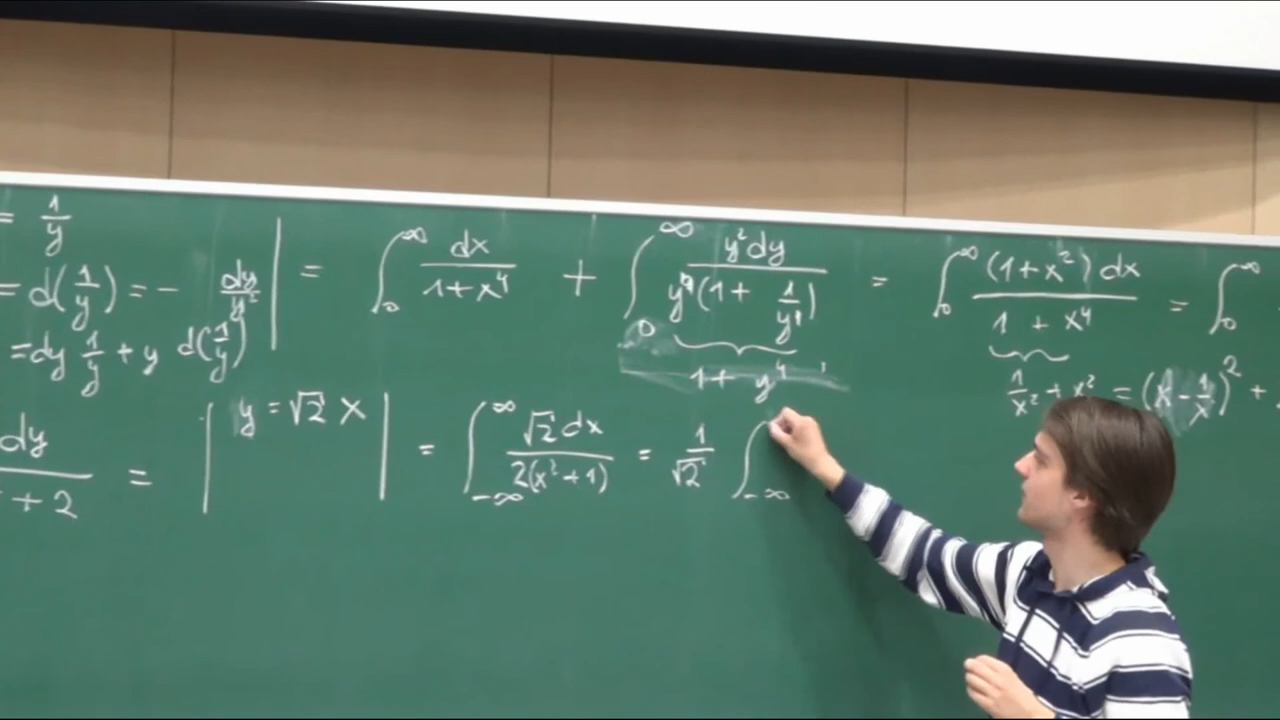 = 1/y
= d(1/y) = - dy/y² | = ∫₀^∞ dx/(1+x⁴) + ∫₀^∞ y²dy/(y⁴(1+ 1/y⁴)) = ∫₀^∞ (1+x²)dx/(1+x⁴) = ∫₀^∞
= dy 1/y + y d(1/y)
1+ y⁴
1/x² + x² = (x - 1/x)² +
dy/(+ 2) = | y = √2 x | = ∫_{-∞}^∞ √2 dx/(2(x²+1)) = 1/√2 ∫_{-∞}